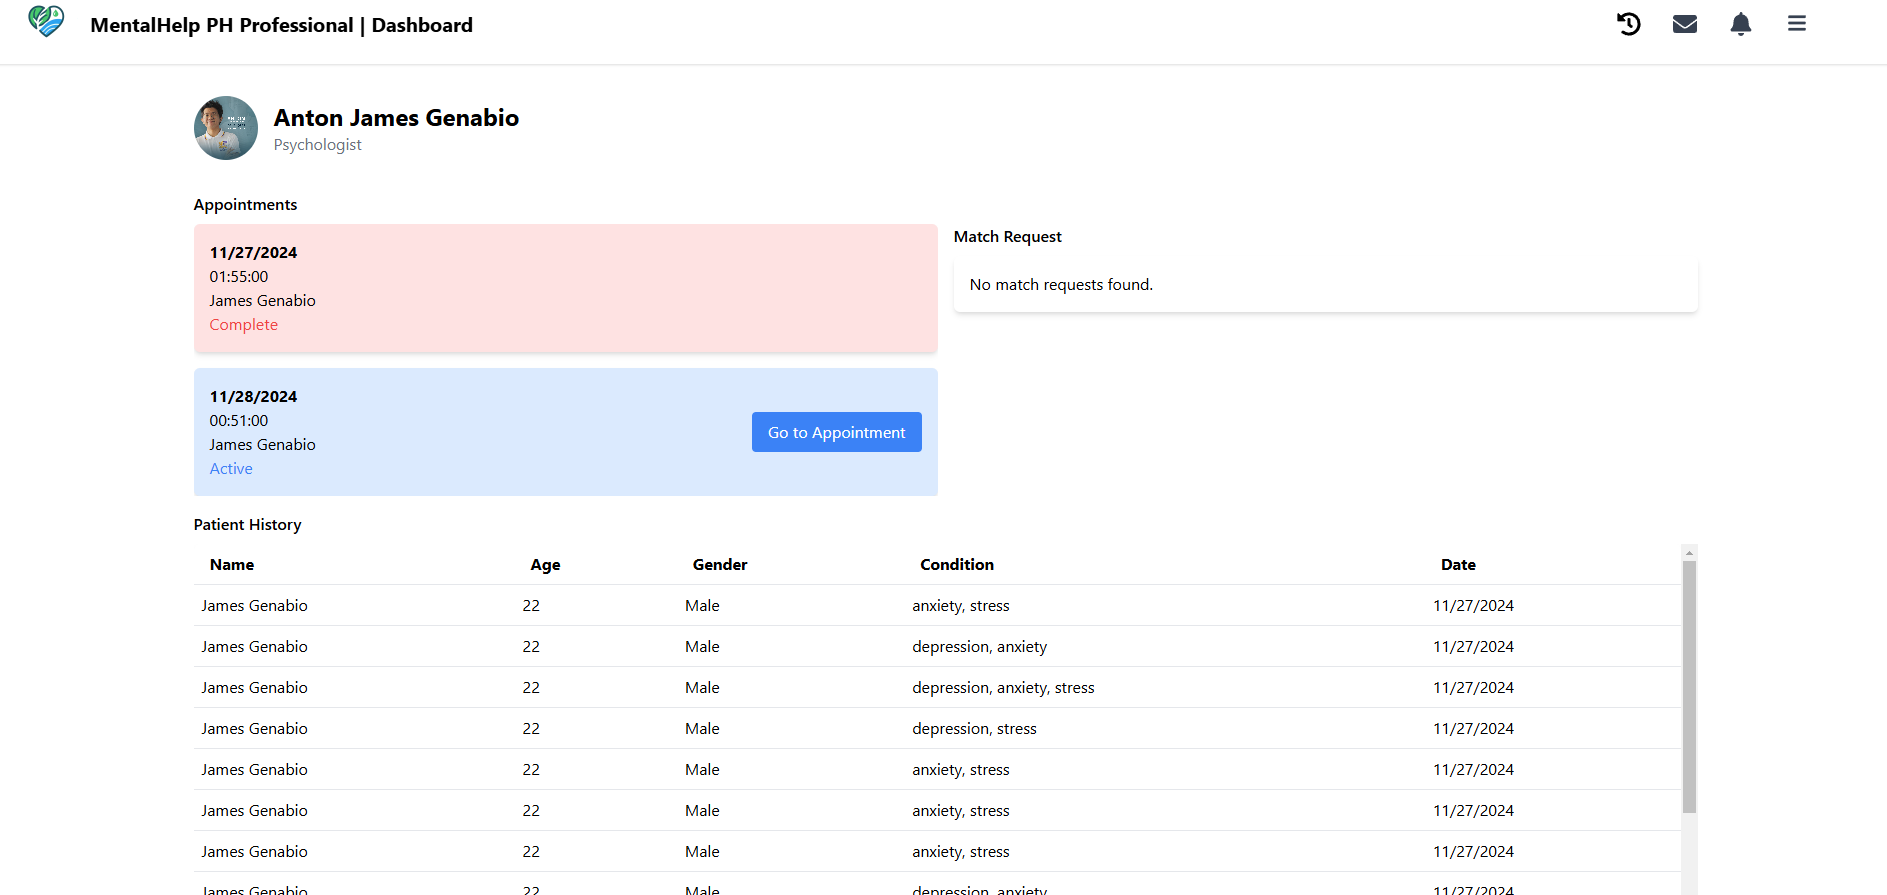 MentalHelp PH Professional | Dashboard
Anton James Genabio
Psychologist
Appointments
11/27/2024
01:55:00
James Genabio
Complete
11/28/2024
00:51:00
James Genabio
Active
Go to Appointment
Match Request
No match requests found.
Patient History
Name Age Gender Condition Date
James Genabio 22 Male anxiety, stress 11/27/2024
James Genabio 22 Male depression, anxiety 11/27/2024
James Genabio 22 Male depression, anxiety, stress 11/27/2024
James Genabio 22 Male depression, stress 11/27/2024
James Genabio 22 Male anxiety, stress 11/27/2024
James Genabio 22 Male anxiety, stress 11/27/2024
James Genabio 22 Male anxiety, stress 11/27/2024
James Genabio 22 Male depression, anxiety 11/27/2024